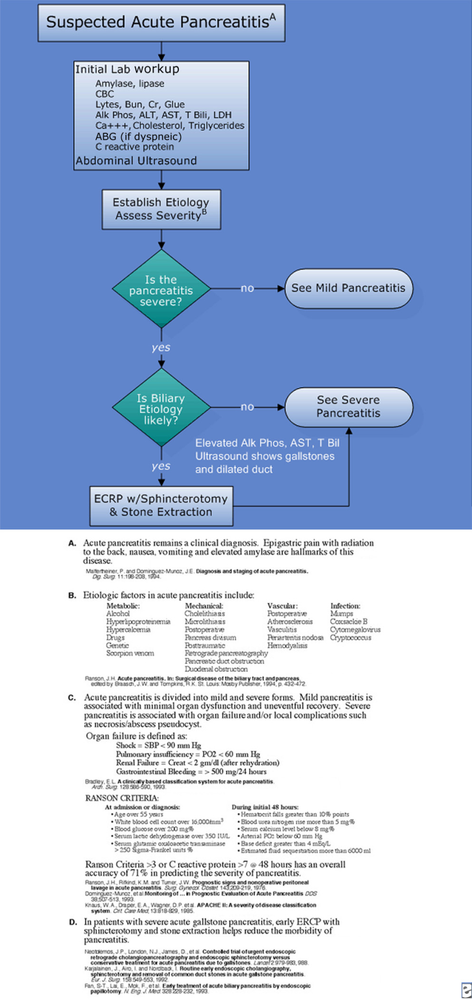 Suspected Acute Pancreatitis^A
Initial Lab workup
Amylase, lipase
CBC
Lytes, Bun, Cr, Glue
Alk Phos, ALT, AST, T Bili, LDH
Ca+++, Cholesterol, Triglycerides
ABG (if dyspneic)
C reactive protein
Abdominal Ultrasound
Establish Etiology
Assess Severity^B
Is the
pancreatitis
severe?
no
See Mild Pancreatitis
yes
Is Biliary
Etiology
likely?
no
See Severe
Pancreatitis
Elevated Alk Phos, AST, T Bil
Ultrasound shows gallstones
and dilated duct
yes
ECRP w/Sphincterotomy
& Stone Extraction
A. Acute pancreatitis remains a clinical diagnosis. Epigastric pain with radiation
to the back, nausea, vomiting and elevated amylase are hallmarks of this
disease.
Malfertheiner, P. and Dominguez-Munoz, J.E. Diagnosis and staging of acute pancreatitis.
Dig. Surg. 11:198-208, 1994.
B. Etiologic factors in acute pancreatitis include:
Metabolic: Mechanical: Vascular: Infection:
Alcohol Cholelithiasis Postoperative Mumps
Hyperlipoproteinemia Microlithiasis Atherosclerosis Coxsackie B
Hypercalcemia Postoperative Vasculitis Cytomegalovirus
Drugs Pancreas divisum Periartentis nodosa Cryptococcus
Genetic Posttraumatic Hemodyalisis
Scorpion venom Retrograde pancreatography
Pancreatic duct obstruction
Duodenal obstruction
Ranson, J.H. Acute pancreatitis. In: Surgical disease of the biliary tract and pancreas,
edited by Braasch, J.W. and Tompkins, R.K. St. Louis: Mosby Publisher, 1994, p. 432-472.
C. Acute pancreatitis is divided into mild and severe forms. Mild pancreatitis is
associated with minimal organ dysfunction and uneventful recovery. Severe
pancreatitis is associated with organ failure and/or local complications such
as necrosis/abscess pseudocyst.
Organ failure is defined as:
Shock = SBP < 90 mm Hg
Pulmonary insufficiency = PO2 < 60 mm Hg
Renal Failure = Creat < 2 gm/dl (after rehydration)
Gastrointestinal Bleeding = > 500 mg/24 hours
Bradley, E.L. A clinically based classification system for acute pancreatitis.
Arch. Surg. 128:586-590, 1993.
RANSON CRITERIA:
At admission or diagnosis: During initial 48 hours:
• Age over 55 years • Hematocrit falls greater than 10% points
• White blood cell count over 16,000/mm³ • Blood urea nitrogen rise more than 5 mg%
• Blood glucose over 200 mg% • Serum calcium level below 8 mg%
• Serum lactic dehydrogenase over 350 IU/L • Arterial PO2 below 60 mm Hg
• Serum glutamic oxaloacetic transaminase • Base deficit greater than 4 mEq/L
> 250 Sigma-Frankel units % • Estimated fluid sequestration more than 6000 ml
Ranson Criteria >3 or C reactive protein >7 @ 48 hours has an overall
accuracy of 71% in predicting the severity of pancreatitis.
Ranson, J.H., Rifkind, K.M. and Turner, J.W. Prognostic signs and nonoperative peritoneal
lavage in acute pancreatitis. Surg. Gynecol. Obstet. 143:209-219, 1976.
Dominguez-Munoz, et al. Monitoring of ... in Prognostic Evaluation of Acute Pancreatitis DDS
38:507-513, 1993.
Knaus, W.A., Draper, E.A., Wagner, D.P. et al. APACHE II: A severity of disease classification
system. Crit. Care Med, 13:818-829, 1985.
D. In patients with severe acute gallstone pancreatitis, early ERCP with
sphincterotomy and stone extraction helps reduce the morbidity of
pancreatitis.
Neotolemos, J.P., London, N.J., James, D., et al. Controlled trial of urgent endoscopic
retrograde cholangiopancreatography and endoscopic sphincterotomy versus
conservative treatment for acute pancreatitis due to gallstones. Lancet 2:979-983, 988.
Karjalainen, J., Airo, I. and Nordback, I. Routine early endoscopic cholangiography,
sphincterotomy and removal of common duct stones in acute gallstone pancreatitis.
Eur. J. Surg. 158:549-553, 1992.
Fan, S-T., Lai, E., Mok, F., et al. Early treatment of acute biliary pancreatitis by endoscopic
papillotomy. N. Eng. J. Med 328:228-232, 1993.
e